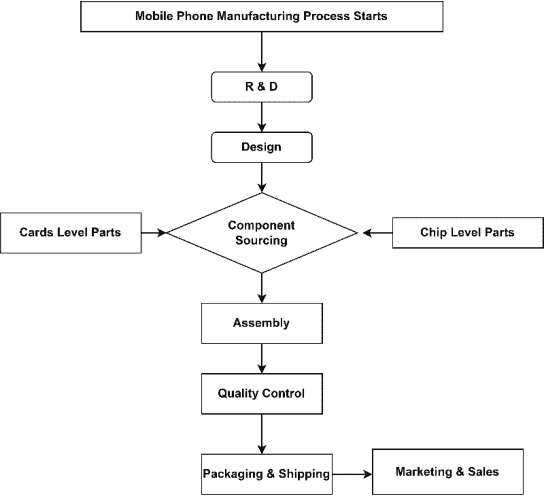 Mobile Phone Manufacturing Process Starts
R & D
Design
Cards Level Parts
Component
Sourcing
Chip Level Parts
Assembly
Quality Control
Packaging & Shipping
Marketing & Sales